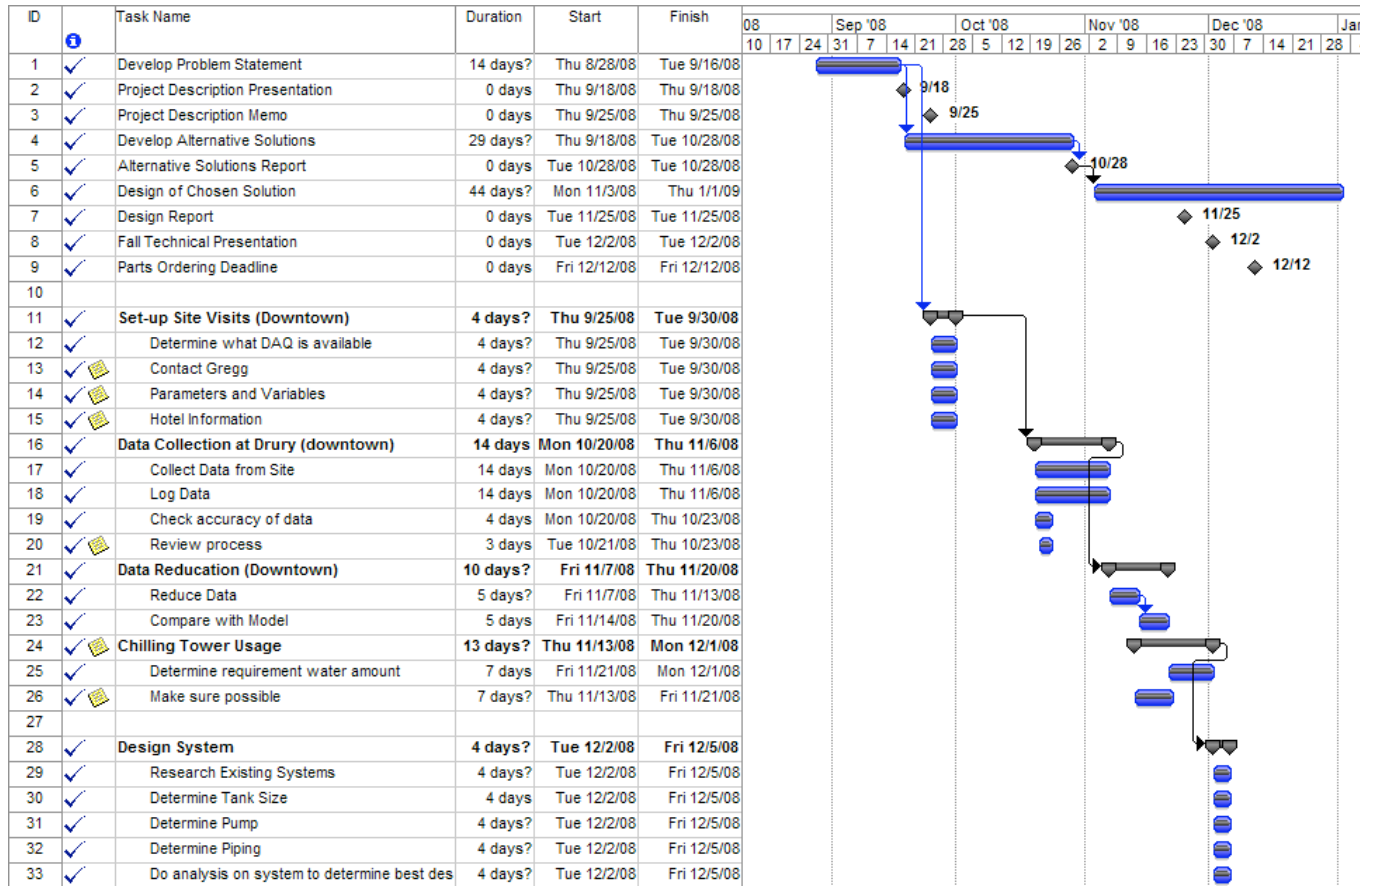 ID Task Name Duration Start Finish
08 Sep '08 Oct '08 Nov '08 Dec '08 Jar
10 17 24 31 7 14 21 28 5 12 19 26 2 9 16 23 30 7 14 21 28
1 Develop Problem Statement 14 days? Thu 8/28/08 Tue 9/16/08
2 Project Description Presentation 0 days Thu 9/18/08 Thu 9/18/08 9/18
3 Project Description Memo 0 days Thu 9/25/08 Thu 9/25/08 9/25
4 Develop Alternative Solutions 29 days? Thu 9/18/08 Tue 10/28/08
5 Alternative Solutions Report 0 days Tue 10/28/08 Tue 10/28/08 10/28
6 Design of Chosen Solution 44 days? Mon 11/3/08 Thu 1/1/09
7 Design Report 0 days Tue 11/25/08 Tue 11/25/08 11/25
8 Fall Technical Presentation 0 days Tue 12/2/08 Tue 12/2/08 12/2
9 Parts Ordering Deadline 0 days Fri 12/12/08 Fri 12/12/08 12/12
10
11 Set-up Site Visits (Downtown) 4 days? Thu 9/25/08 Tue 9/30/08
12 Determine what DAQ is available 4 days? Thu 9/25/08 Tue 9/30/08
13 Contact Gregg 4 days? Thu 9/25/08 Tue 9/30/08
14 Parameters and Variables 4 days? Thu 9/25/08 Tue 9/30/08
15 Hotel Information 4 days? Thu 9/25/08 Tue 9/30/08
16 Data Collection at Drury (downtown) 14 days Mon 10/20/08 Thu 11/6/08
17 Collect Data from Site 14 days Mon 10/20/08 Thu 11/6/08
18 Log Data 14 days Mon 10/20/08 Thu 11/6/08
19 Check accuracy of data 4 days Mon 10/20/08 Thu 10/23/08
20 Review process 3 days Tue 10/21/08 Thu 10/23/08
21 Data Reducation (Downtown) 10 days? Fri 11/7/08 Thu 11/20/08
22 Reduce Data 5 days? Fri 11/7/08 Thu 11/13/08
23 Compare with Model 5 days Fri 11/14/08 Thu 11/20/08
24 Chilling Tower Usage 13 days? Thu 11/13/08 Mon 12/1/08
25 Determine requirement water amount 7 days Fri 11/21/08 Mon 12/1/08
26 Make sure possible 7 days? Thu 11/13/08 Fri 11/21/08
27
28 Design System 4 days? Tue 12/2/08 Fri 12/5/08
29 Research Existing Systems 4 days? Tue 12/2/08 Fri 12/5/08
30 Determine Tank Size 4 days Tue 12/2/08 Fri 12/5/08
31 Determine Pump 4 days? Tue 12/2/08 Fri 12/5/08
32 Determine Piping 4 days? Tue 12/2/08 Fri 12/5/08
33 Do analysis on system to determine best des 4 days? Tue 12/2/08 Fri 12/5/08